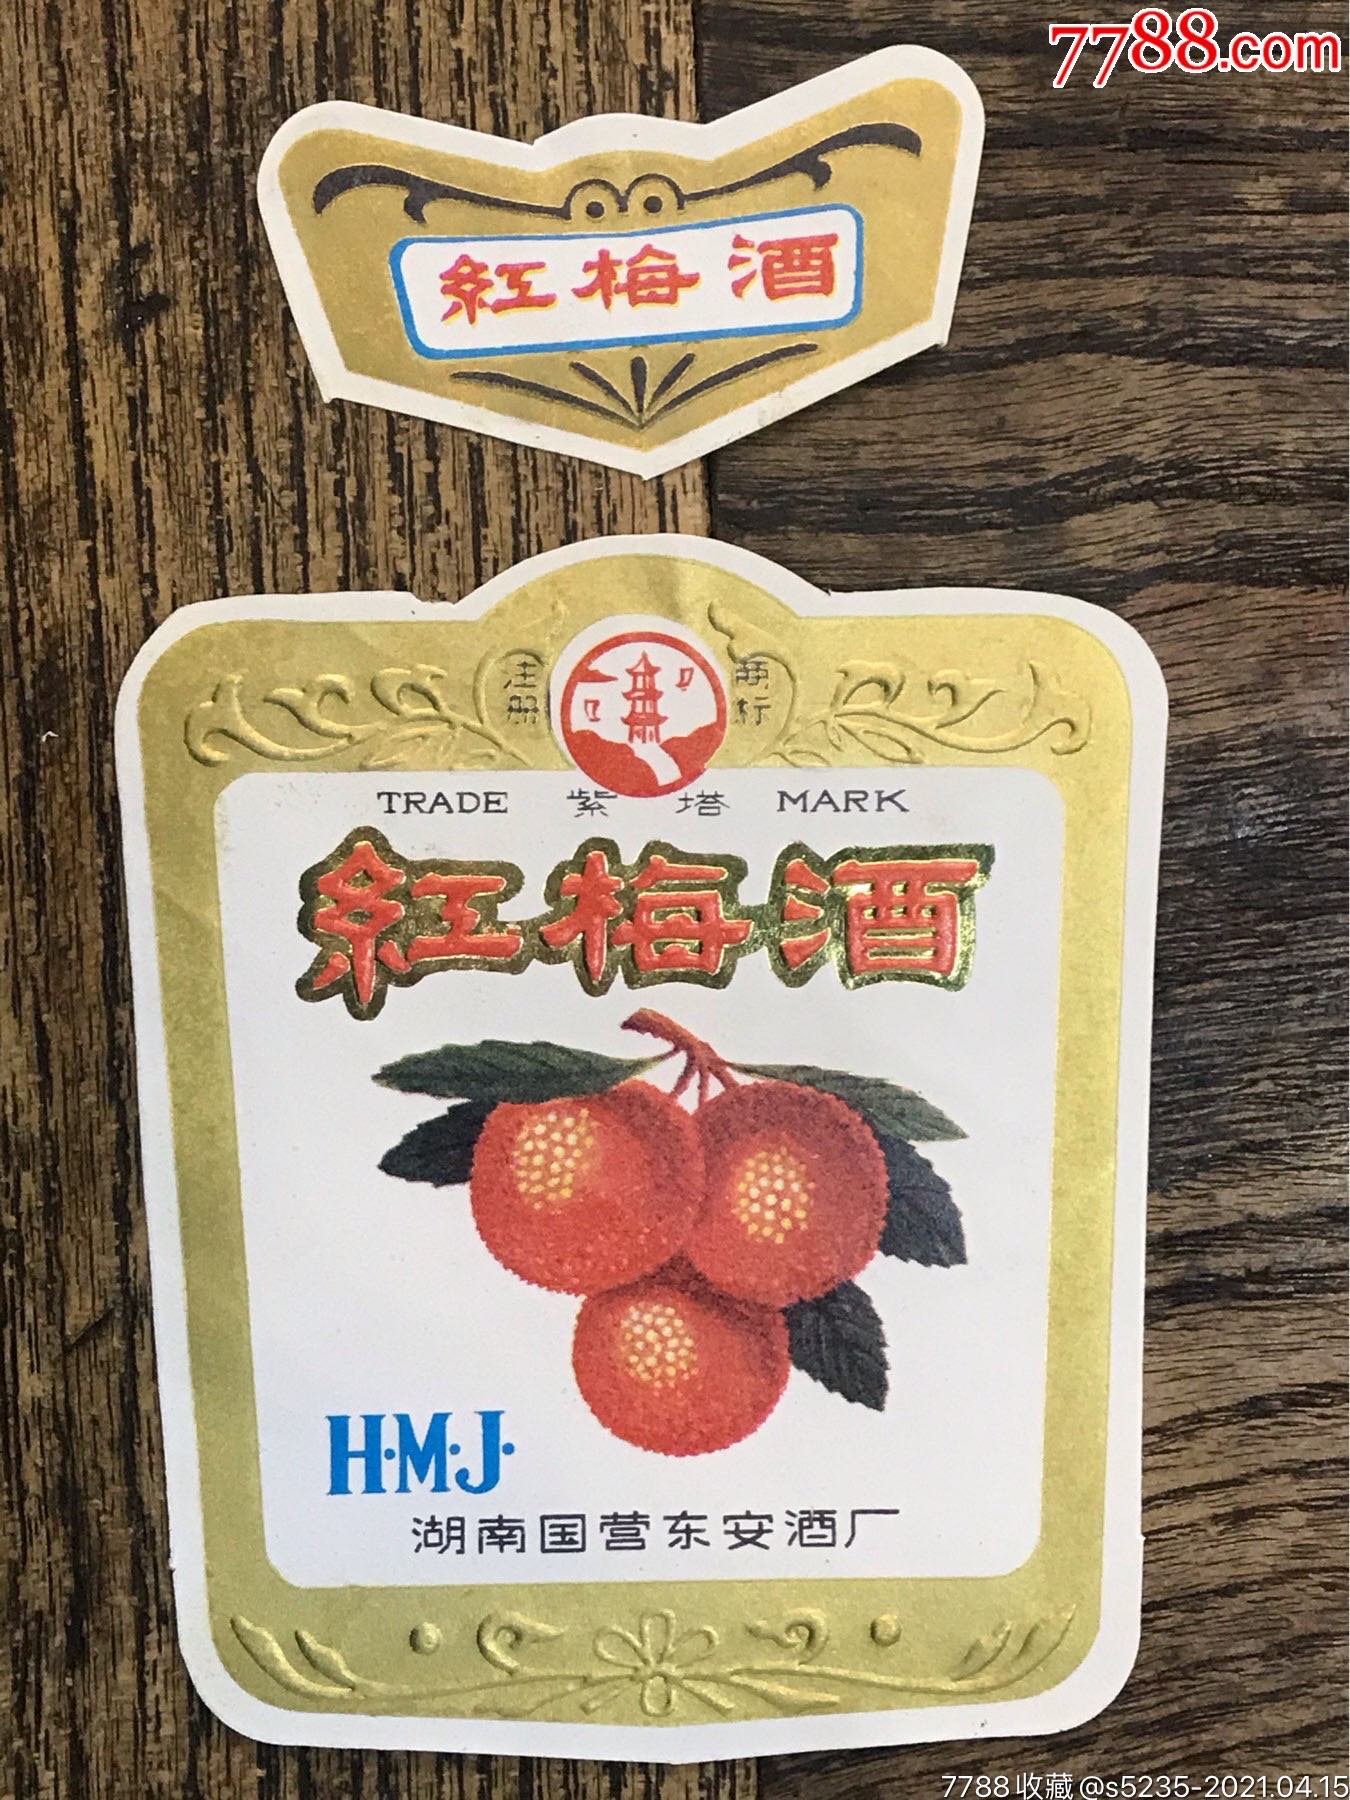 7788.com
紅梅酒
注册 商标
TRADE 紫塔 MARK
紅梅酒
H·M·J·
湖南国营东安酒厂
7788收藏@s5235-2021.04.15